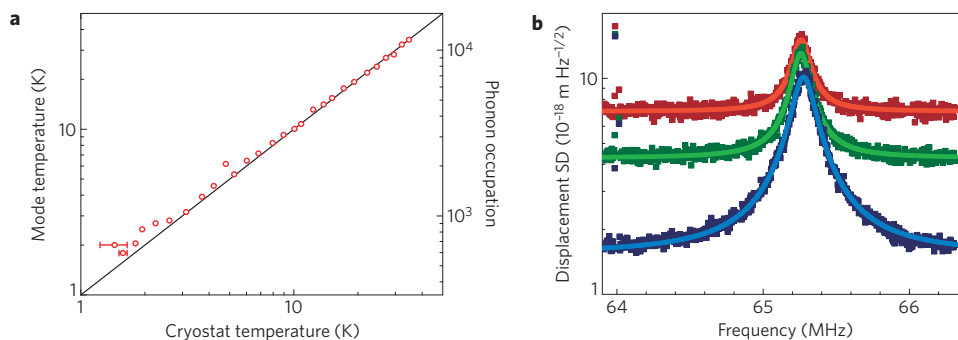 a
Mode temperature (K)
10
1
1
10
Cryostat temperature (K)
10⁴
10³
Phonon occupation
b
Displacement SD (10⁻¹⁸ m Hz⁻¹/²)
10
1
64
65
66
Frequency (MHz)